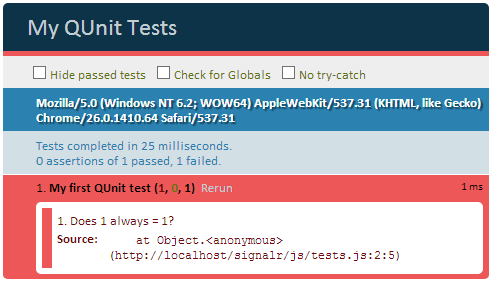 My QUnit Tests
Hide passed tests Check for Globals No try-catch
Mozilla/5.0 (Windows NT 6.2; WOW64) AppleWebKit/537.31 (KHTML, like Gecko)
Chrome/26.0.1410.64 Safari/537.31
Tests completed in 25 milliseconds.
0 assertions of 1 passed, 1 failed.
1. My first QUnit test (1, 0, 1) Rerun 1 ms
1. Does 1 always = 1?
Source: at Object.<anonymous>
(http://localhost/signalr/js/tests.js:2:5)